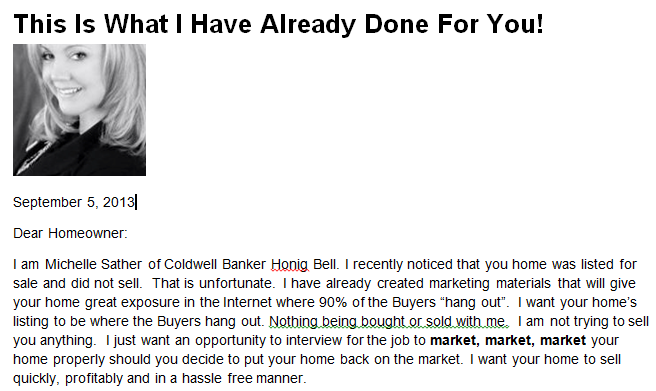 This Is What I Have Already Done For You!
September 5, 2013
Dear Homeowner:
I am Michelle Sather of Coldwell Banker Honig Bell. I recently noticed that you home was listed for
sale and did not sell.  That is unfortunate.  I have already created marketing materials that will give
your home great exposure in the Internet where 90% of the Buyers “hang out”.  I want your home’s
listing to be where the Buyers hang out. Nothing being bought or sold with me.  I am not trying to sell
you anything.  I just want an opportunity to interview for the job to market, market, market your
home properly should you decide to put your home back on the market. I want your home to sell
quickly, profitably and in a hassle free manner.